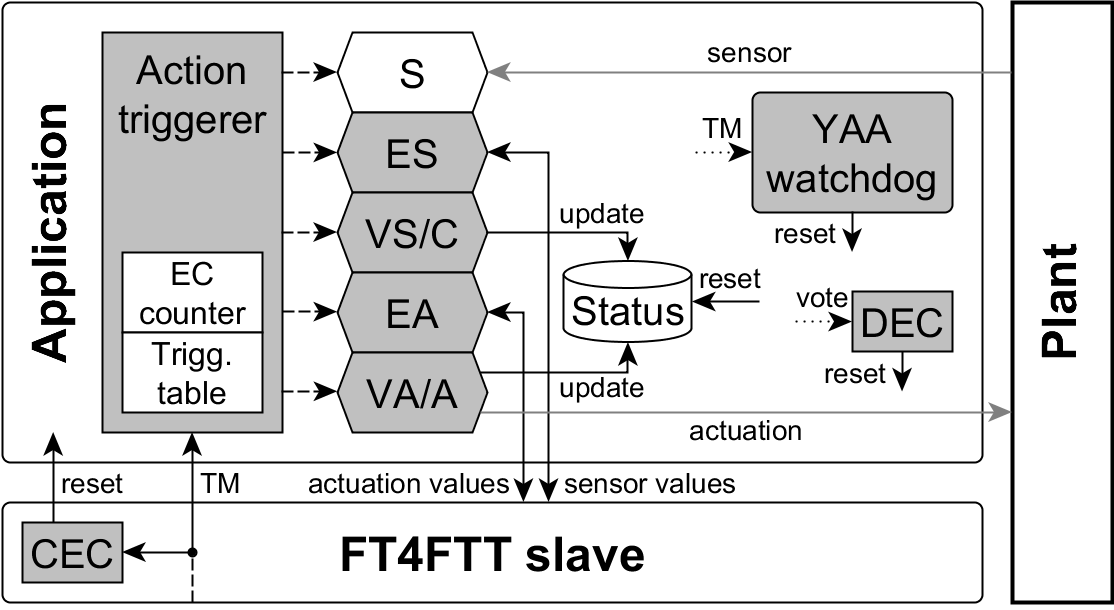 Application
Action
triggerer
EC
counter
Trigg.
table
S
ES
VS/C
EA
VA/A
sensor
TM
YAA
watchdog
reset
update
Status
reset
update
vote
DEC
reset
actuation
Plant
reset
TM
actuation values
sensor values
CEC
FT4FTT slave